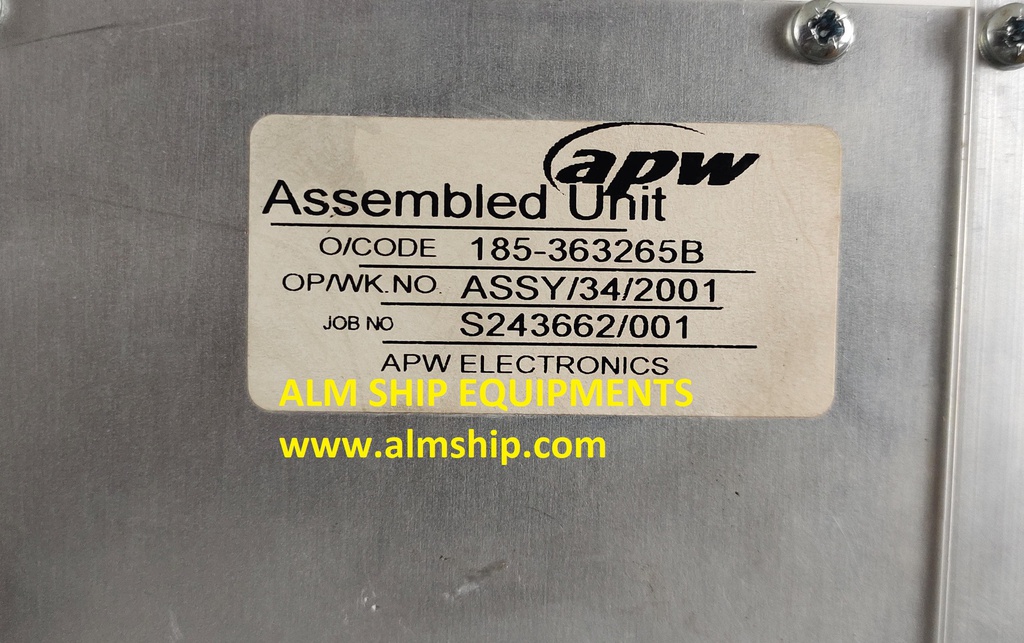 apw
Assembled Unit
O/CODE 185-363265B
OP/WK.NO. ASSY/34/2001
JOB NO S243662/001
APW ELECTRONICS
ALM SHIP EQUIPMENTS
www.almship.com